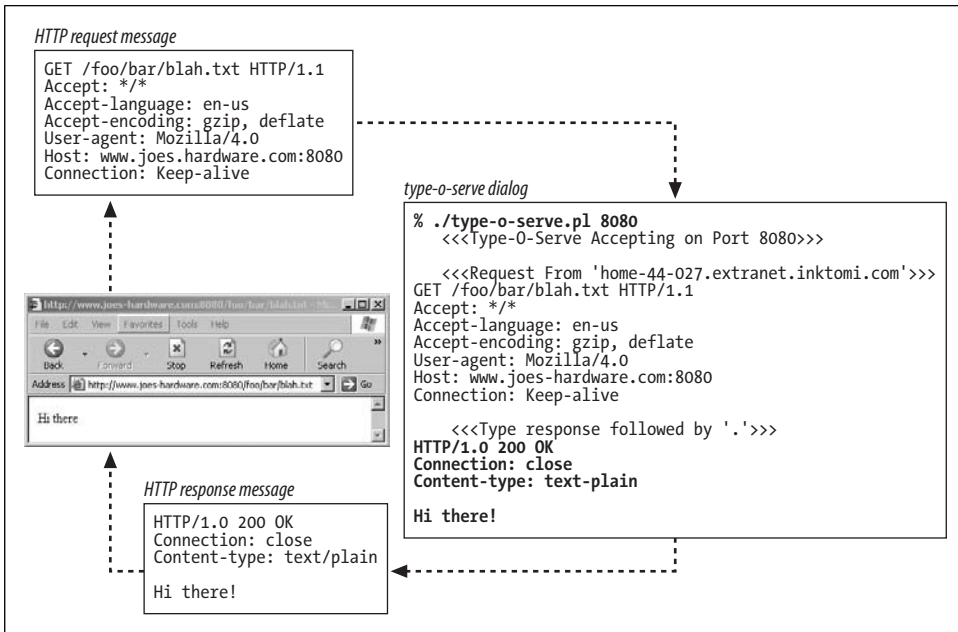 HTTP request message
GET /foo/bar/blah.txt HTTP/1.1
Accept: */*
Accept-language: en-us
Accept-encoding: gzip, deflate
User-agent: Mozilla/4.0
Host: www.joes.hardware.com:8080
Connection: Keep-alive
type-o-serve dialog
% ./type-o-serve.pl 8080
<<<Type-O-Serve Accepting on Port 8080>>>
<<<Request From 'home-44-027.extranet.inktomi.com'>>>
GET /foo/bar/blah.txt HTTP/1.1
Accept: */*
Accept-language: en-us
Accept-encoding: gzip, deflate
User-agent: Mozilla/4.0
Host: www.joes-hardware.com:8080
Connection: Keep-alive
<<<Type response followed by '.'>>>
HTTP/1.0 200 OK
Connection: close
Content-type: text-plain
Hi there!
http://www.joes-hardware.com:8080/foo/bar/blah.txt
File Edit View Favorites Tools Help
Back Forward Stop Refresh Home Search
Address http://www.joes-hardware.com:8080/foo/bar/blah.txt Go
Hi there
HTTP response message
HTTP/1.0 200 OK
Connection: close
Content-type: text/plain
Hi there!